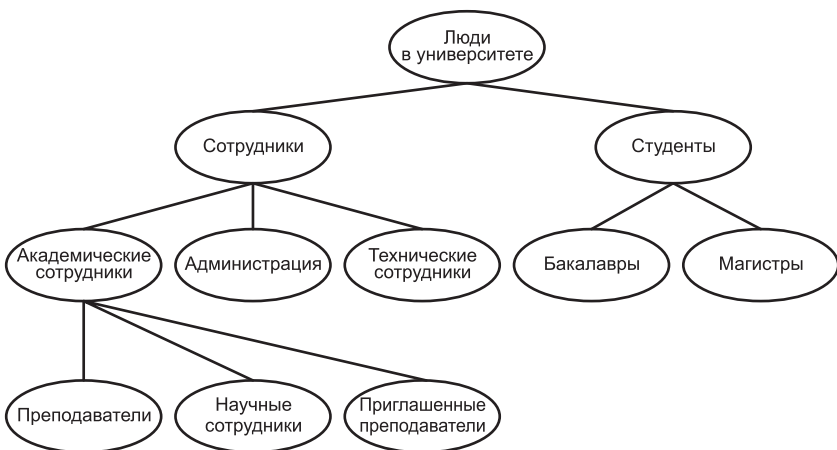 Люди
в университете
Сотрудники
Студенты
Академические
сотрудники
Администрация
Технические
сотрудники
Бакалавры
Магистры
Преподаватели
Научные
сотрудники
Приглашенные
преподаватели